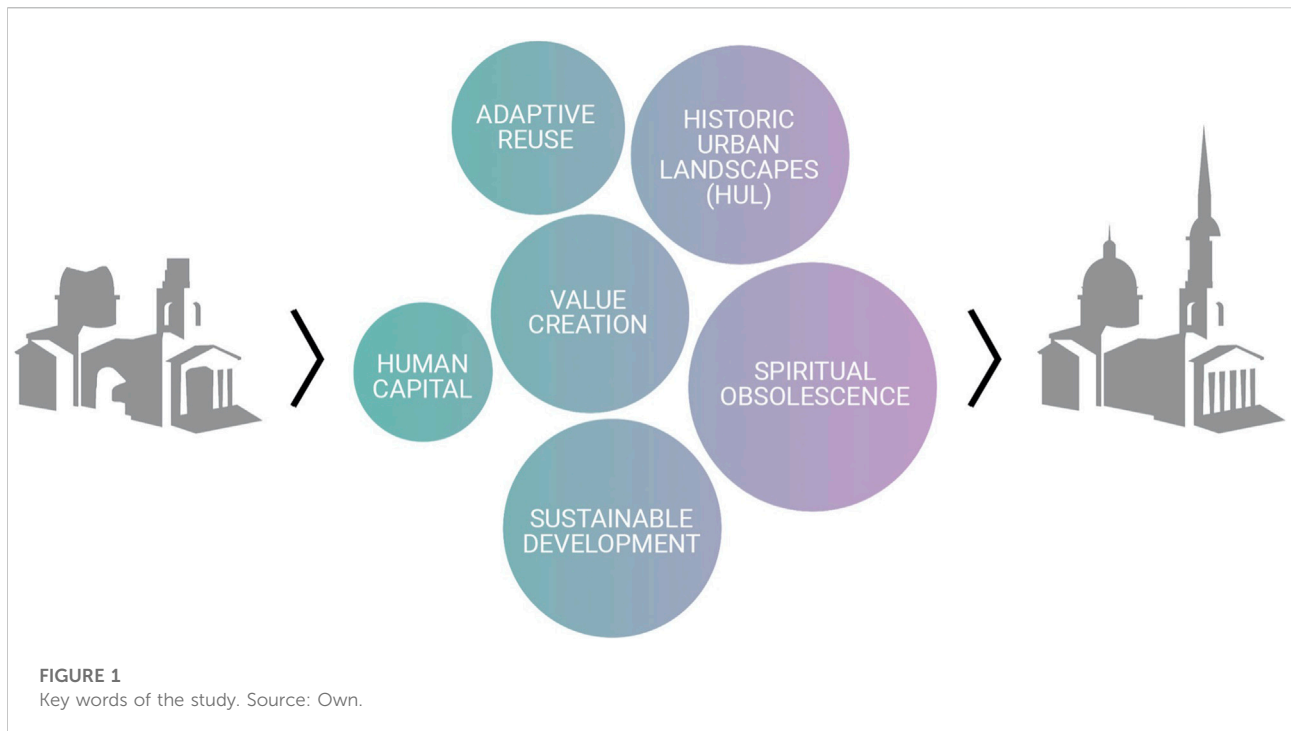 ADAPTIVE
REUSE
HISTORIC
URBAN
LANDSCAPES
(HUL)
VALUE
CREATION
HUMAN
CAPITAL
SPIRITUAL
OBSOLESCENCE
SUSTAINABLE
DEVELOPMENT
FIGURE 1
Key words of the study. Source: Own.